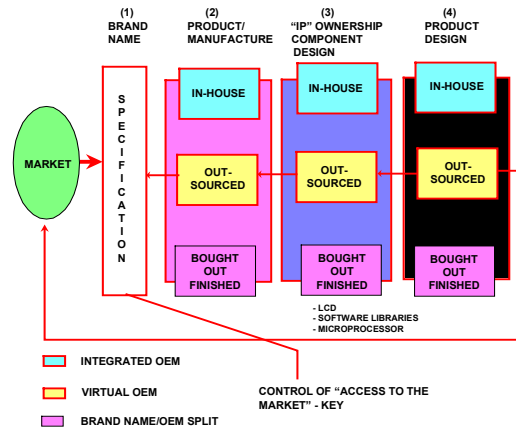 (1)
BRAND
NAME
(2)
PRODUCT/
MANUFACTURE
(3)
“IP” OWNERSHIP
COMPONENT
DESIGN
(4)
PRODUCT
DESIGN
MARKET
S
P
E
C
I
F
I
C
A
T
I
O
N
IN-HOUSE
OUT-
SOURCED
BOUGHT
OUT
FINISHED
IN-HOUSE
OUT-
SOURCED
BOUGHT
OUT
FINISHED
- LCD
- SOFTWARE LIBRARIES
- MICROPROCESSOR
IN-HOUSE
OUT-
SOURCED
BOUGHT
OUT
FINISHED
INTEGRATED OEM
VIRTUAL OEM
BRAND NAME/OEM SPLIT
CONTROL OF “ACCESS TO THE
MARKET” - KEY